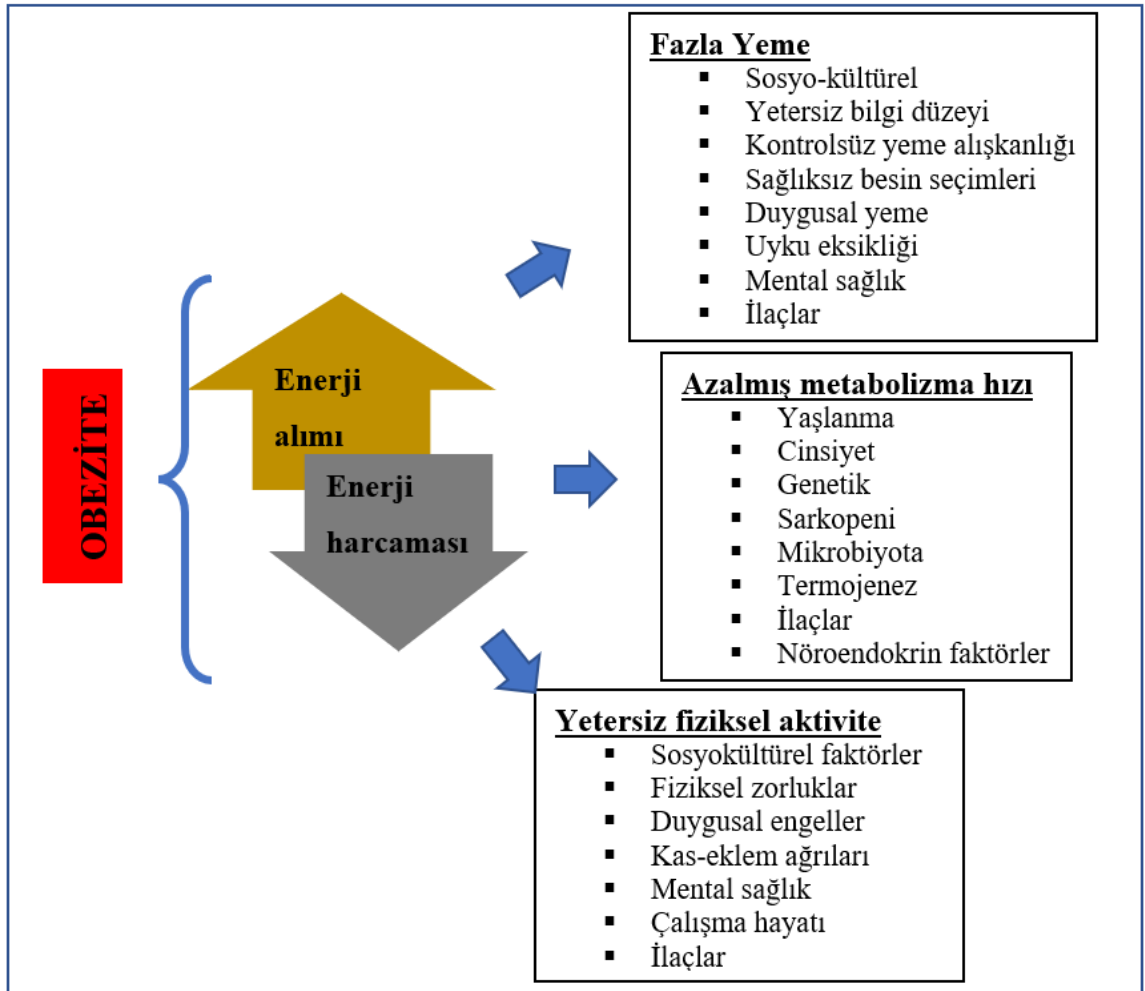 OBEZİTE
Enerji
alımı
Enerji
harcaması
Fazla Yeme
▪ Sosyo-kültürel
▪ Yetersiz bilgi düzeyi
▪ Kontrolsüz yeme alışkanlığı
▪ Sağlıksız besin seçimleri
▪ Duygusal yeme
▪ Uyku eksikliği
▪ Mental sağlık
▪ İlaçlar
Azalmış metabolizma hızı
▪ Yaşlanma
▪ Cinsiyet
▪ Genetik
▪ Sarkopeni
▪ Mikrobiyota
▪ Termojenez
▪ İlaçlar
▪ Nöroendokrin faktörler
Yetersiz fiziksel aktivite
▪ Sosyokültürel faktörler
▪ Fiziksel zorluklar
▪ Duygusal engeller
▪ Kas-eklem ağrıları
▪ Mental sağlık
▪ Çalışma hayatı
▪ İlaçlar